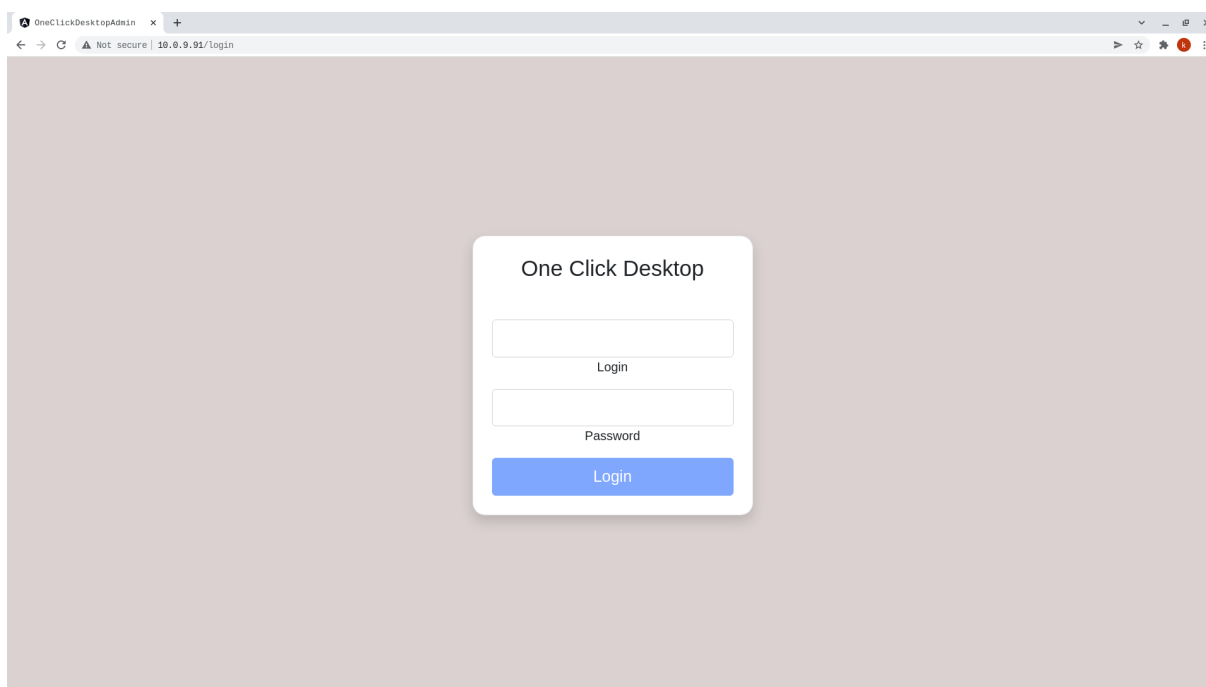 OneClickDesktopAdmin
Not secure | 10.0.9.91/login
k
One Click Desktop
Login
Password
Login